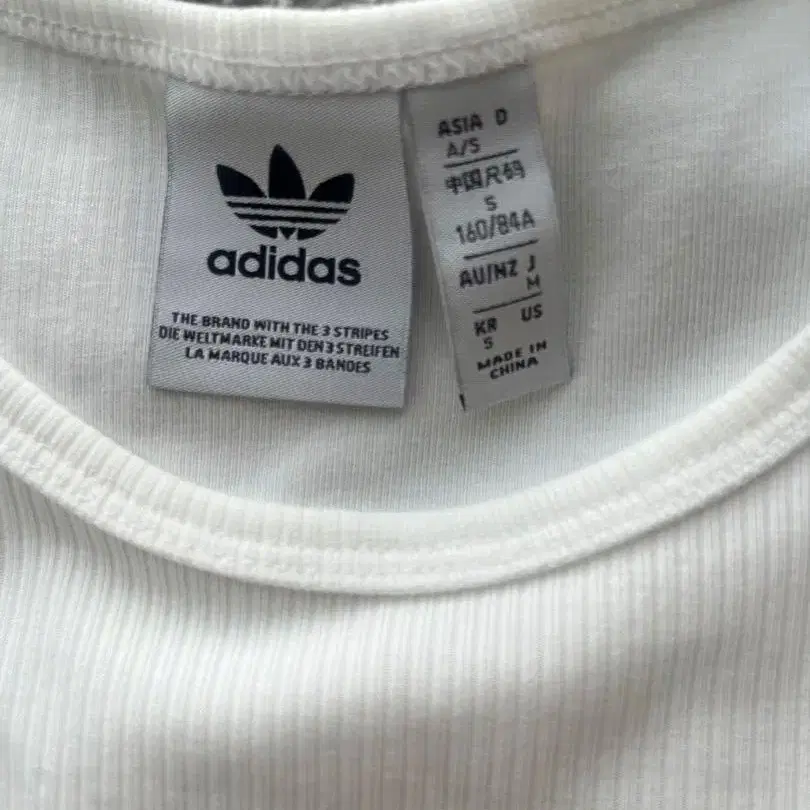 adidas
THE BRAND WITH THE 3 STRIPES
DIE WELTMARKE MIT DEN 3 STREIFEN
LA MARQUE AUX 3 BANDES
ASIA D
A/S
中国尺码
S
160/84A
AU/NZ J
M
KR US
S
MADE IN
CHINA